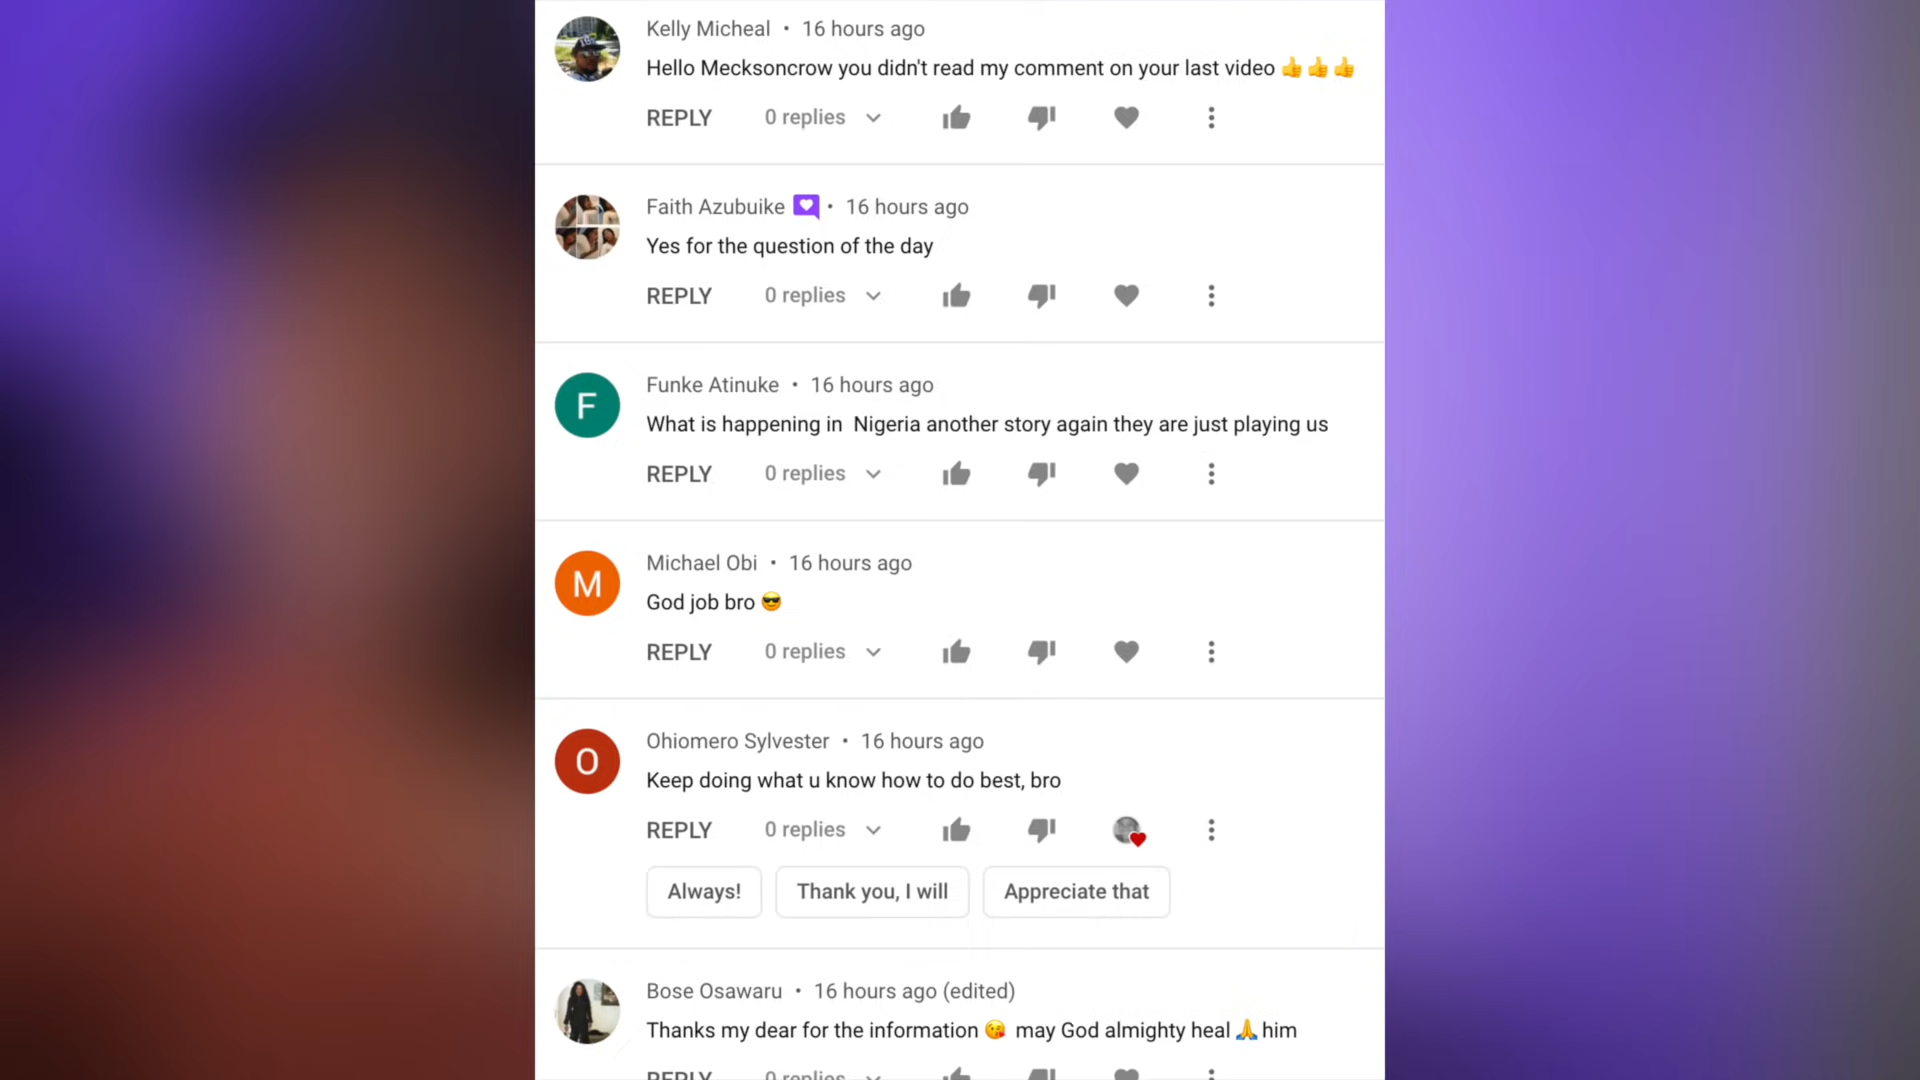 Kelly Micheal • 16 hours ago
Hello Mecksoncrow you didn't read my comment on your last video 👍👍👍
REPLY 0 replies
Faith Azubuike • 16 hours ago
Yes for the question of the day
REPLY 0 replies
F
Funke Atinuke • 16 hours ago
What is happening in  Nigeria another story again they are just playing us
REPLY 0 replies
M
Michael Obi • 16 hours ago
God job bro 😎
REPLY 0 replies
O
Ohiomero Sylvester • 16 hours ago
Keep doing what u know how to do best, bro
REPLY 0 replies
Always! Thank you, I will Appreciate that
Bose Osawaru • 16 hours ago (edited)
Thanks my dear for the information 😘 may God almighty heal 🙏 him
REPLY 0 replies